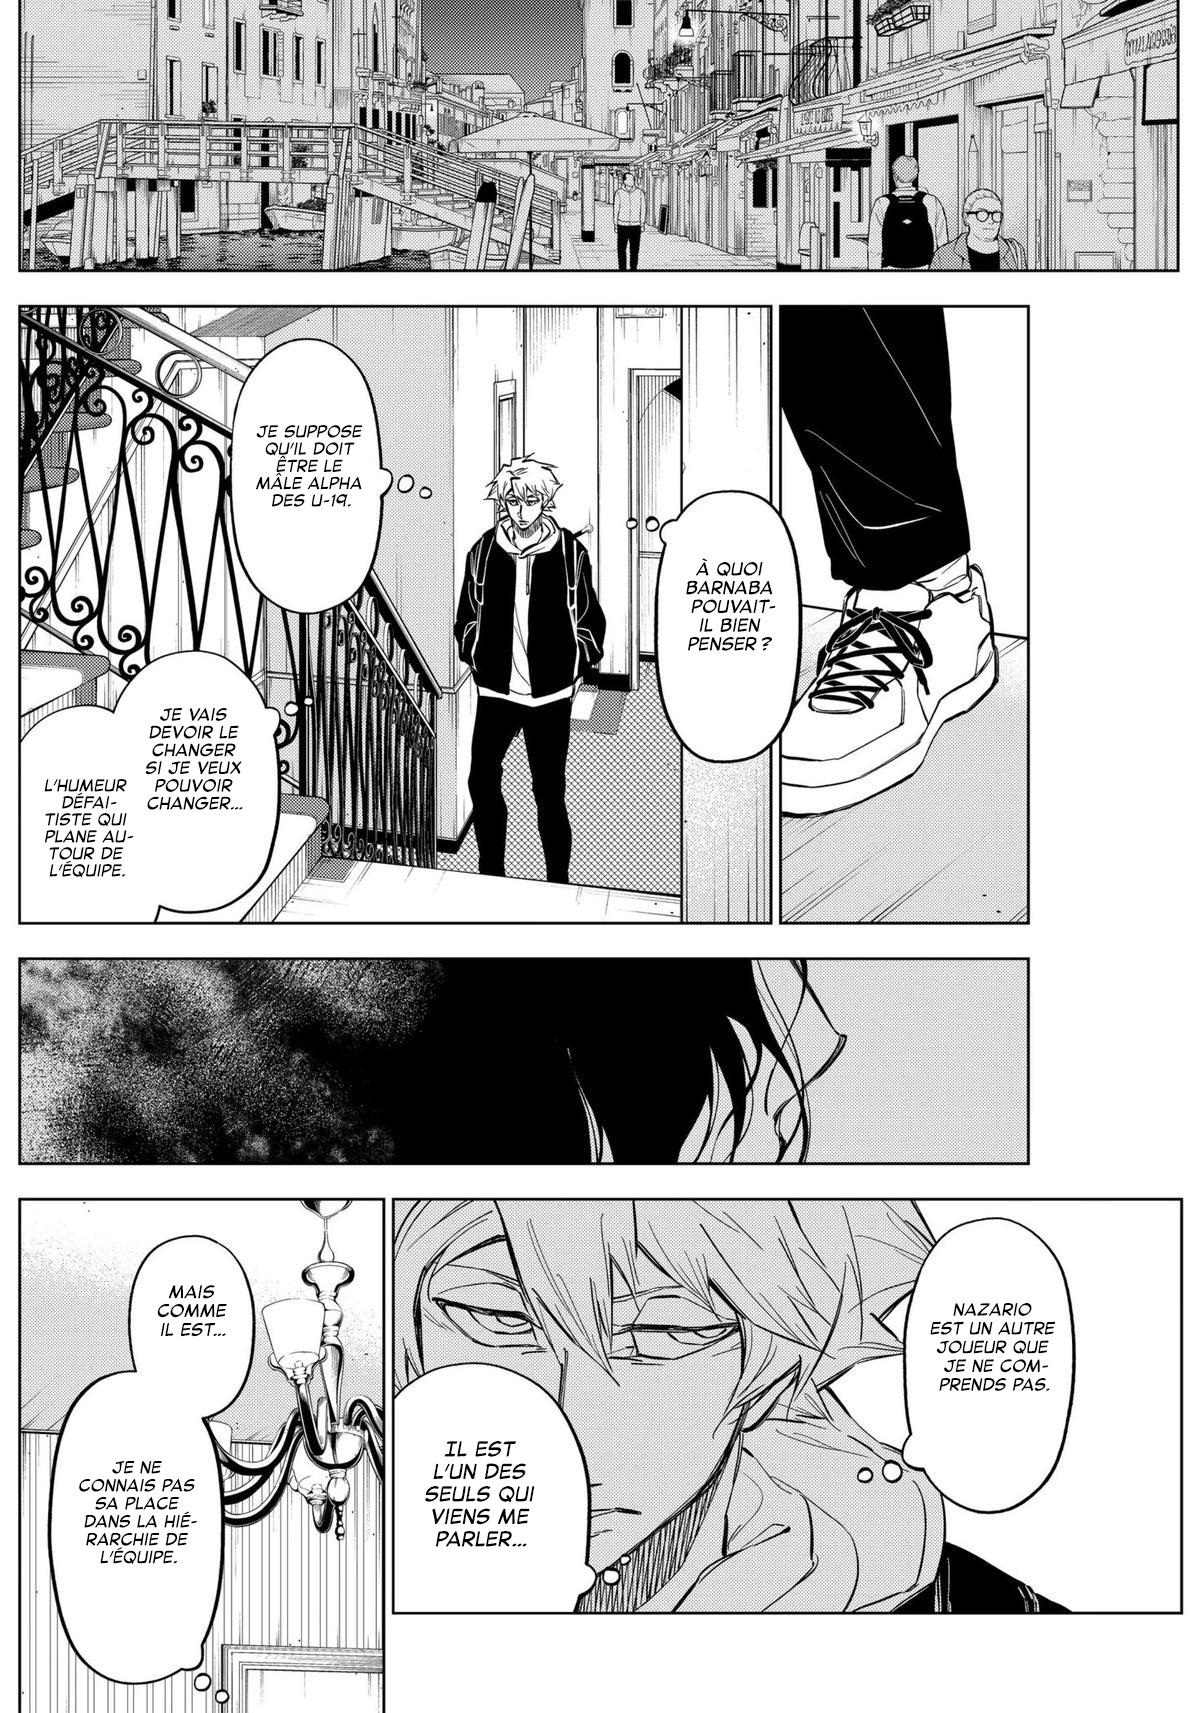 À QUOI
BARNABA
POUVAIT-
IL BIEN
PENSER ?
JE SUPPOSE
QU'IL DOIT
ÊTRE LE
MÂLE ALPHA
DES U-19.
JE VAIS
DEVOIR LE
CHANGER
SI JE VEUX
POUVOIR
CHANGER...
L'HUMEUR
DÉFAI-
TISTE QUI
PLANE AU-
TOUR DE
L'ÉQUIPE.
NAZARIO
EST UN AUTRE
JOUEUR QUE
JE NE COM-
PRENDS PAS.
IL EST
L'UN DES
SEULS QUI
VIENS ME
PARLER...
MAIS
COMME
IL EST...
JE NE
CONNAIS PAS
SA PLACE
DANS LA HIÉ-
RARCHIE DE
L'ÉQUIPE.